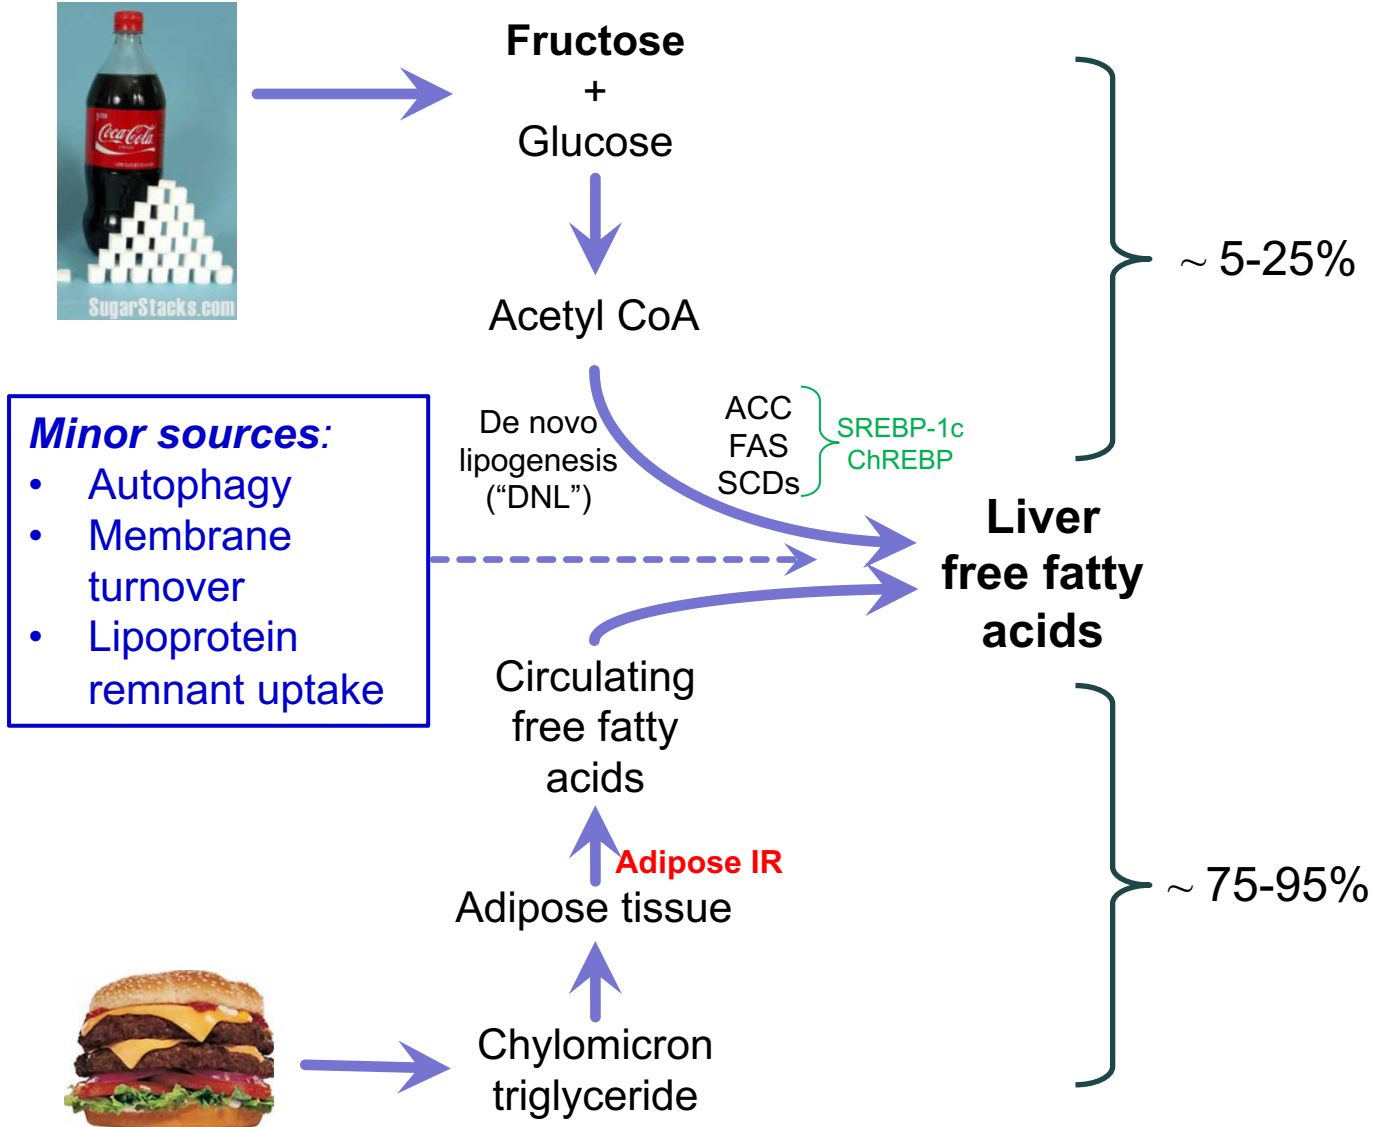 Coca-Cola
SugarStacks.com
Fructose
+
Glucose
Acetyl CoA
~ 5-25%
De novo
lipogenesis
(“DNL”)
ACC
FAS
SCDs
SREBP-1c
ChREBP
Minor sources:
• Autophagy
• Membrane
turnover
• Lipoprotein
remnant uptake
Liver
free fatty
acids
Circulating
free fatty
acids
Adipose IR
Adipose tissue
~ 75-95%
Chylomicron
triglyceride